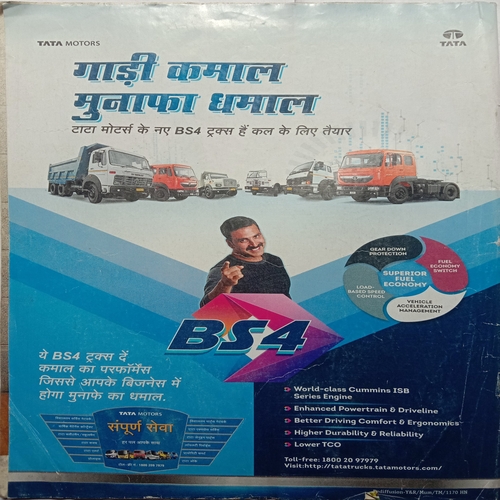 TATA MOTORS
TATA
गाड़ी कमाल
मुनाफा धमाल
टाटा मोटर्स के नए BS4 ट्रक्स हैं कल के लिए तैयार
GEAR DOWN
PROTECTION
FUEL
ECONOMY
SWITCH
SUPERIOR
FUEL
ECONOMY
LOAD-
BASED SPEED
CONTROL
VEHICLE
ACCELERATION
MANAGEMENT
BS4
ये BS4 ट्रक्स दें
कमाल का परफॉर्मेंस
जिससे आपके बिजनेस में
होगा मुनाफे का धमाल.
World-class Cummins ISB
Series Engine
Enhanced Powertrain & Driveline
Better Driving Comfort & Ergonomics
Higher Durability & Reliability
Lower TCO
TATA MOTORS
संपूर्ण सेवा
हर पल आपके साथ
Toll-free: 1800 20 97979
Visit:http://tatatrucks.tatamotors.com/